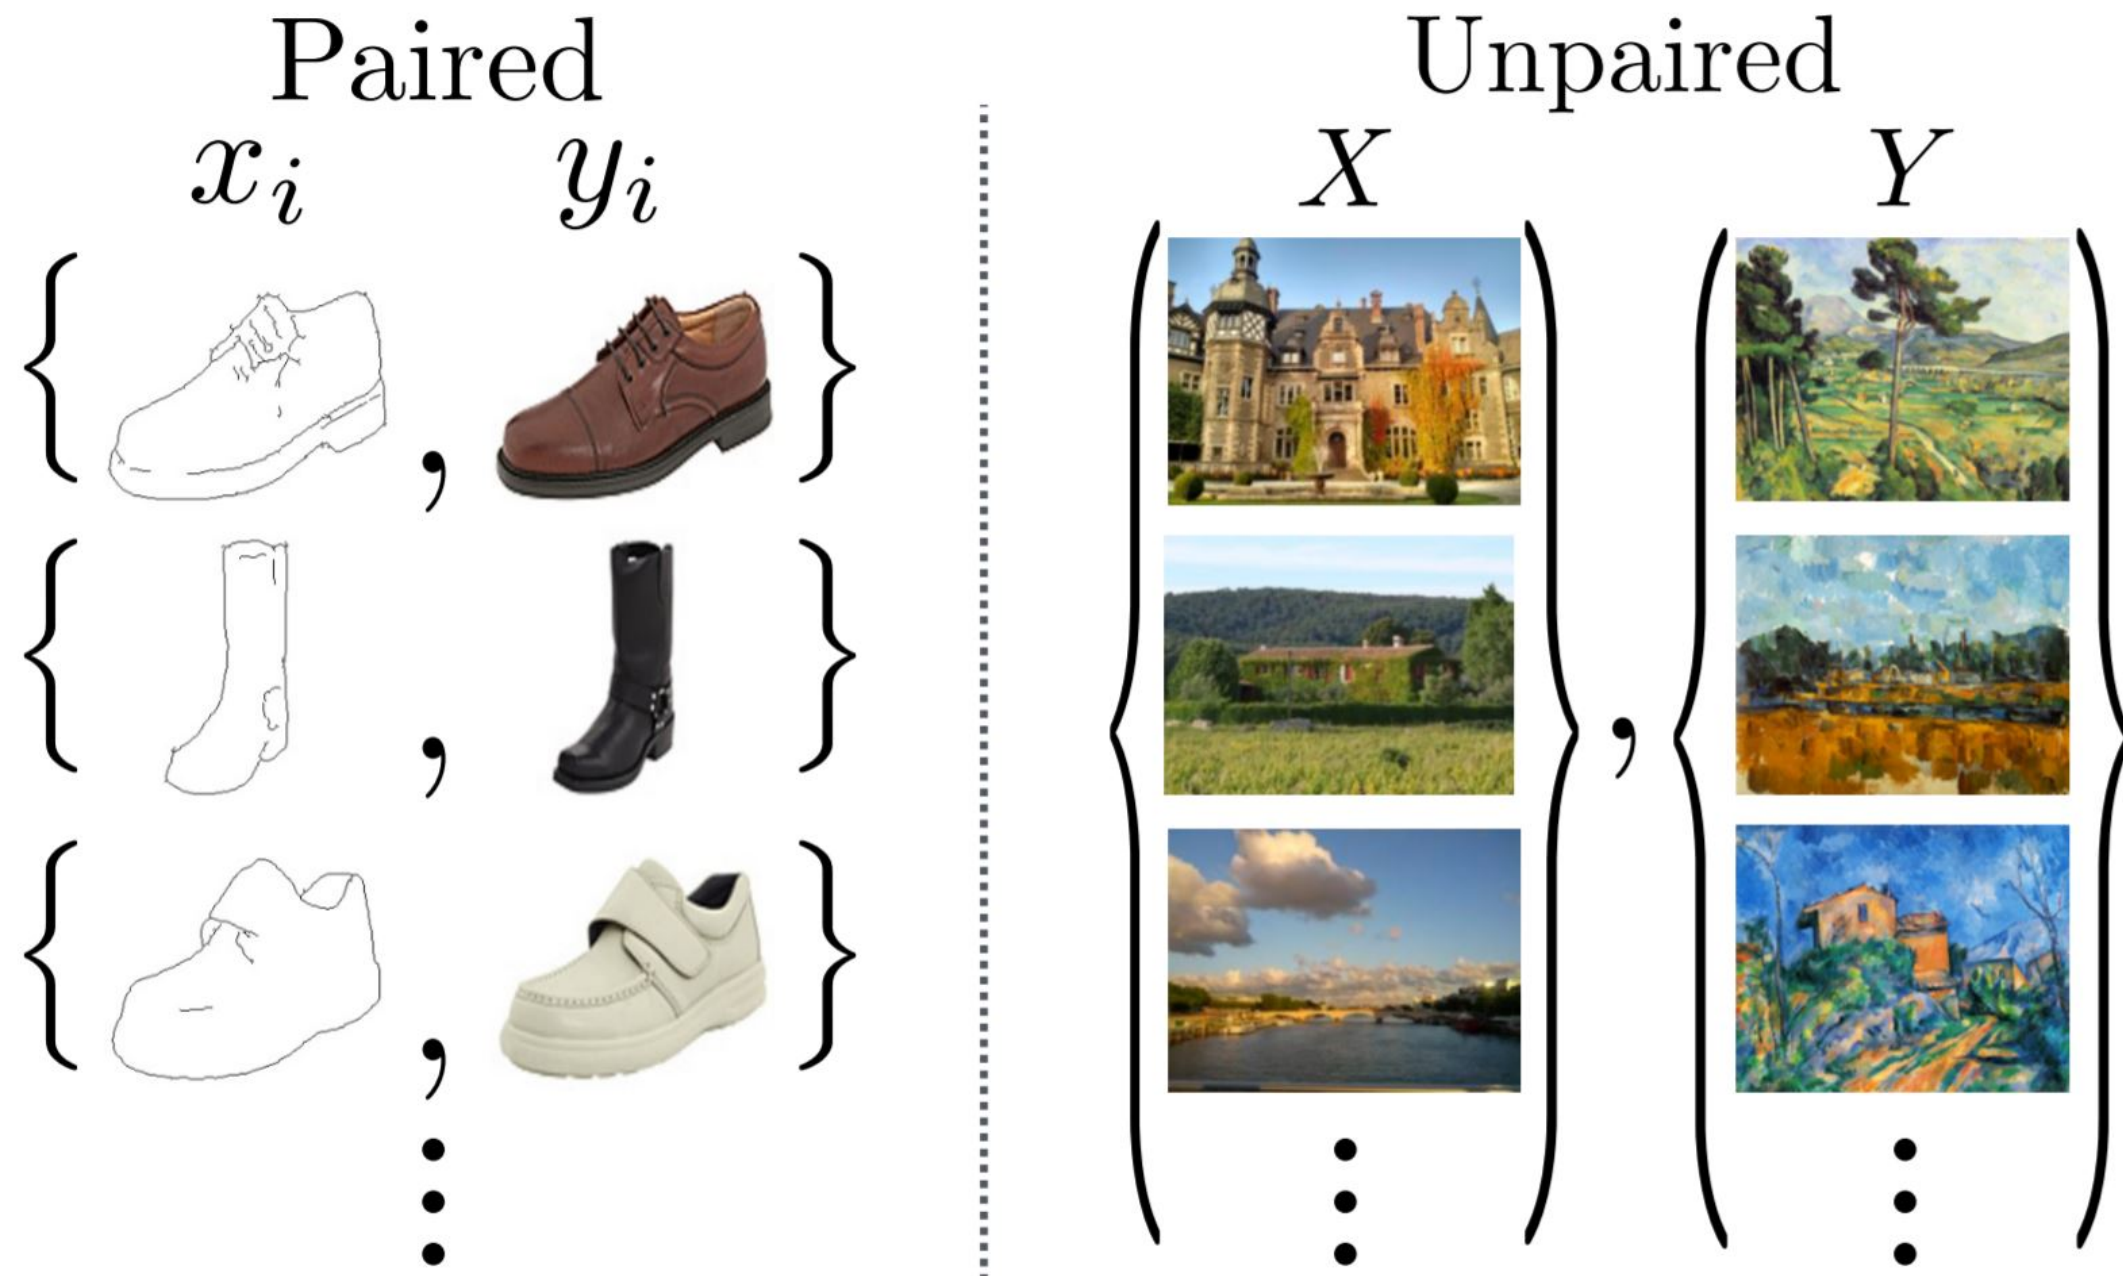 Paired
x_i y_i
{ , }
{ , }
{ , }
⋮
Unpaired
X Y
{ } , { }
⋮ ⋮